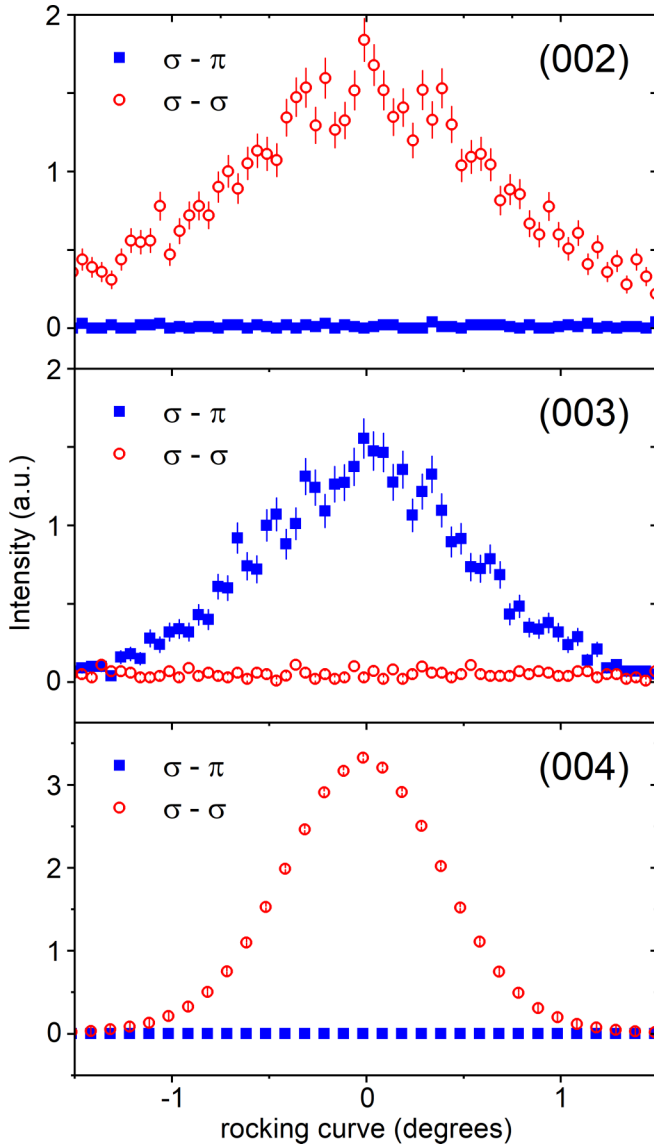 2
σ - π
(002)
σ - σ
1
0
2
σ - π
(003)
σ - σ
1
Intensity (a.u.)
0
σ - π
(004)
3
σ - σ
2
1
0
-1 0 1
rocking curve (degrees)